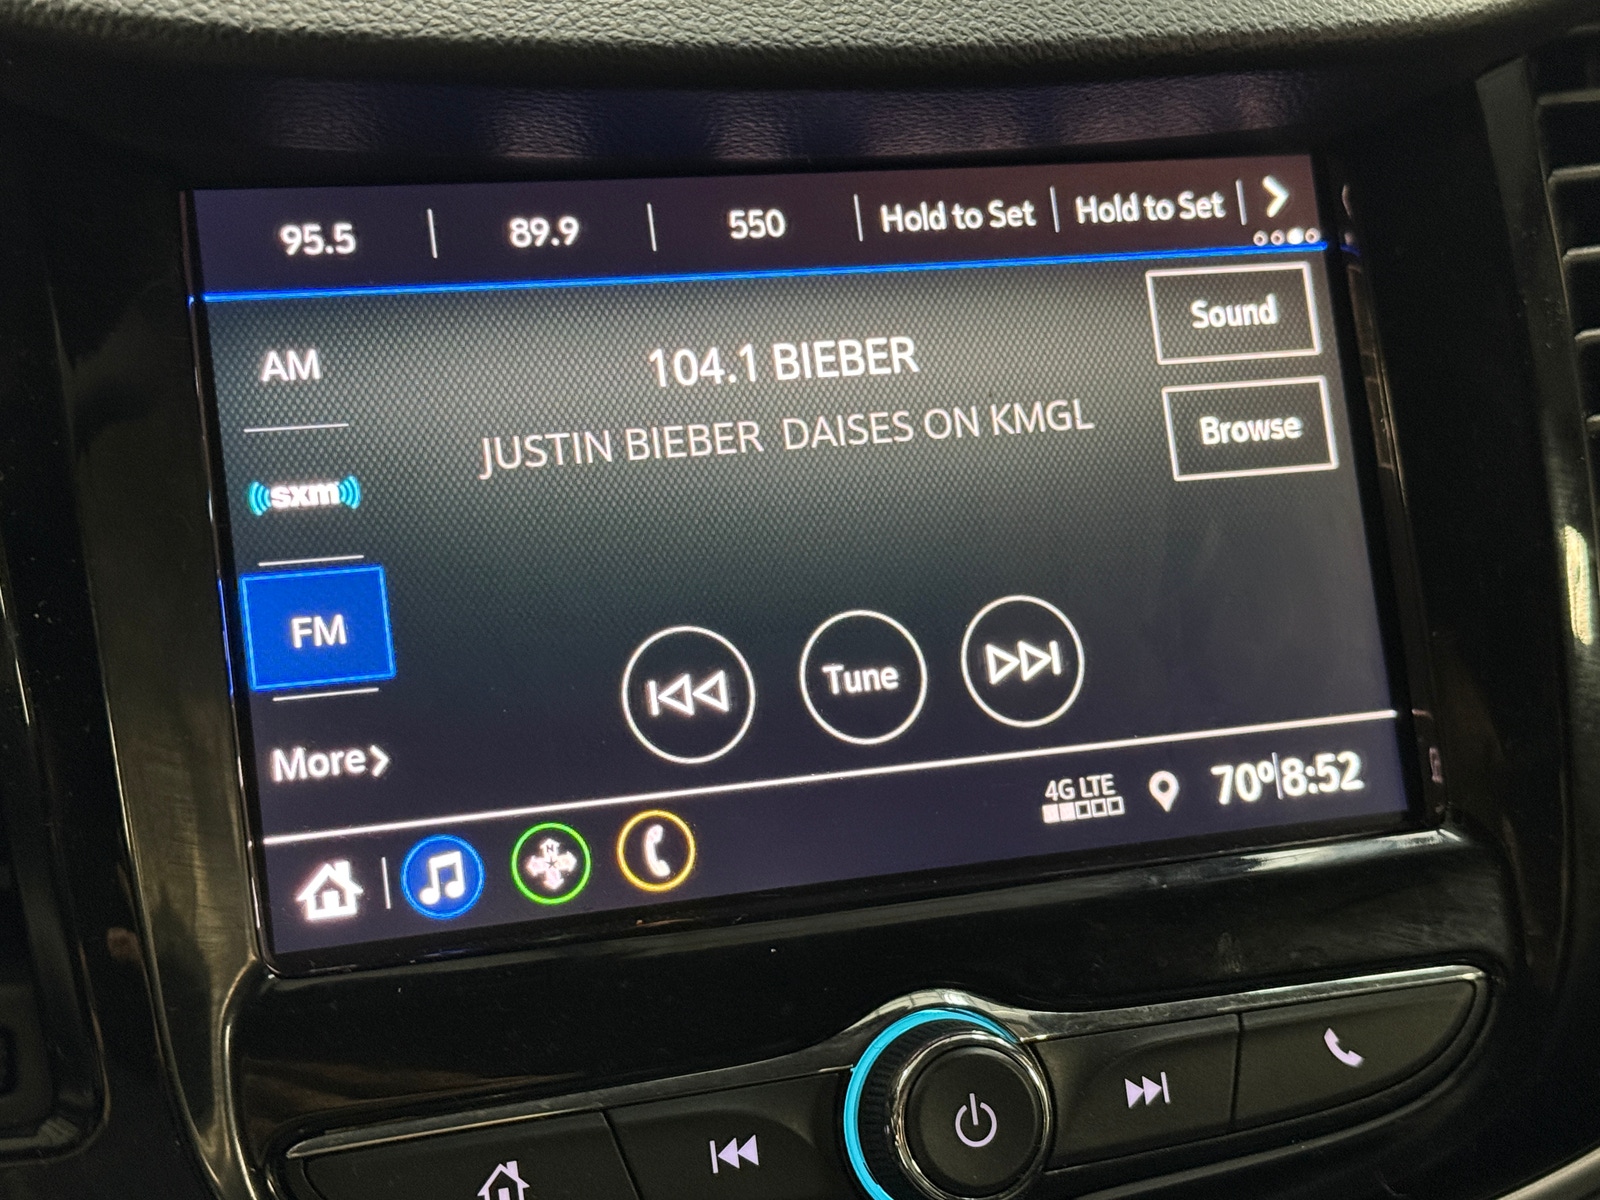 95.5 | 89.9 | 550 | Hold to Set | Hold to Set |
Sound
AM
104.1 BIEBER
JUSTIN BIEBER DAISES ON KMGL
Browse
sxm
FM
Tune
More
4G LTE
70° 8:52
N